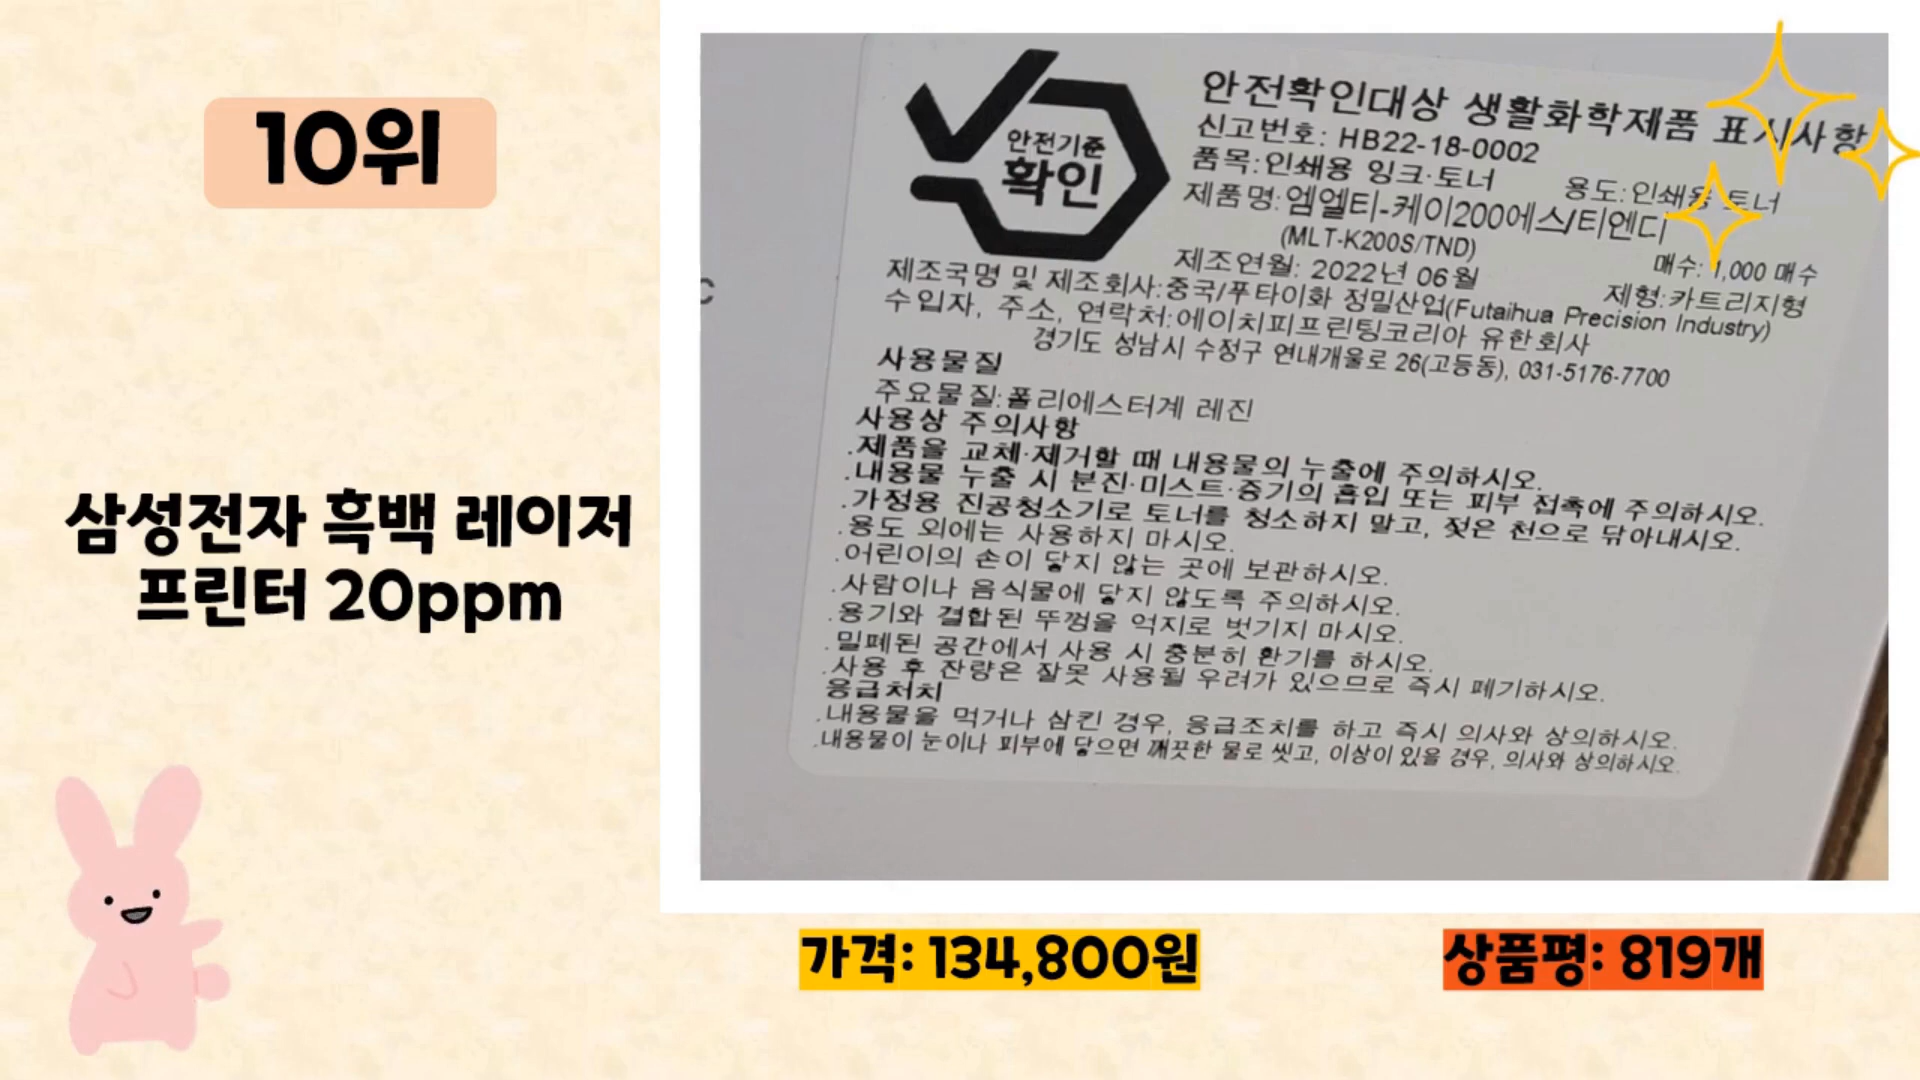 10위
삼성전자 흑백 레이저
프린터 20ppm
안전기준
확인
안전확인대상 생활화학제품 표시사항
신고번호: HB22-18-0002
품목:인쇄용 잉크·토너
용도:인쇄용 토너
제품명:엠엘티-케이200에스/티엔디
(MLT-K200S/TND)
매수: 1,000 매수
제조연월: 2022년 06월
제형:카트리지형
제조국명 및 제조회사:중국/푸타이화 정밀산업(Futaihua Precision Industry)
수입자, 주소, 연락처:에이치피프린팅코리아 유한회사
경기도 성남시 수정구 연내개울로 26(고등동), 031-5176-7700
사용물질
주요물질:폴리에스터계 레진
사용상 주의사항
.제품을 교체·제거할 때 내용물의 누출에 주의하시오.
.내용물 누출 시 분진·미스트·증기의 흡입 또는 피부 접촉에 주의하시오.
.가정용 진공청소기로 토너를 청소하지 말고, 젖은 천으로 닦아내시오.
.용도 외에는 사용하지 마시오.
.어린이의 손이 닿지 않는 곳에 보관하시오.
.사람이나 음식물에 닿지 않도록 주의하시오.
.용기와 결합된 뚜껑을 억지로 벗기지 마시오.
.밀폐된 공간에서 사용 시 충분히 환기를 하시오.
.사용 후 잔량은 잘못 사용될 우려가 있으므로 즉시 폐기하시오.
응급처치
.내용물을 먹거나 삼킨 경우, 응급조치를 하고 즉시 의사와 상의하시오.
.내용물이 눈이나 피부에 닿으면 깨끗한 물로 씻고, 이상이 있을 경우, 의사와 상의하시오.
가격: 134,800원
상품평: 819개